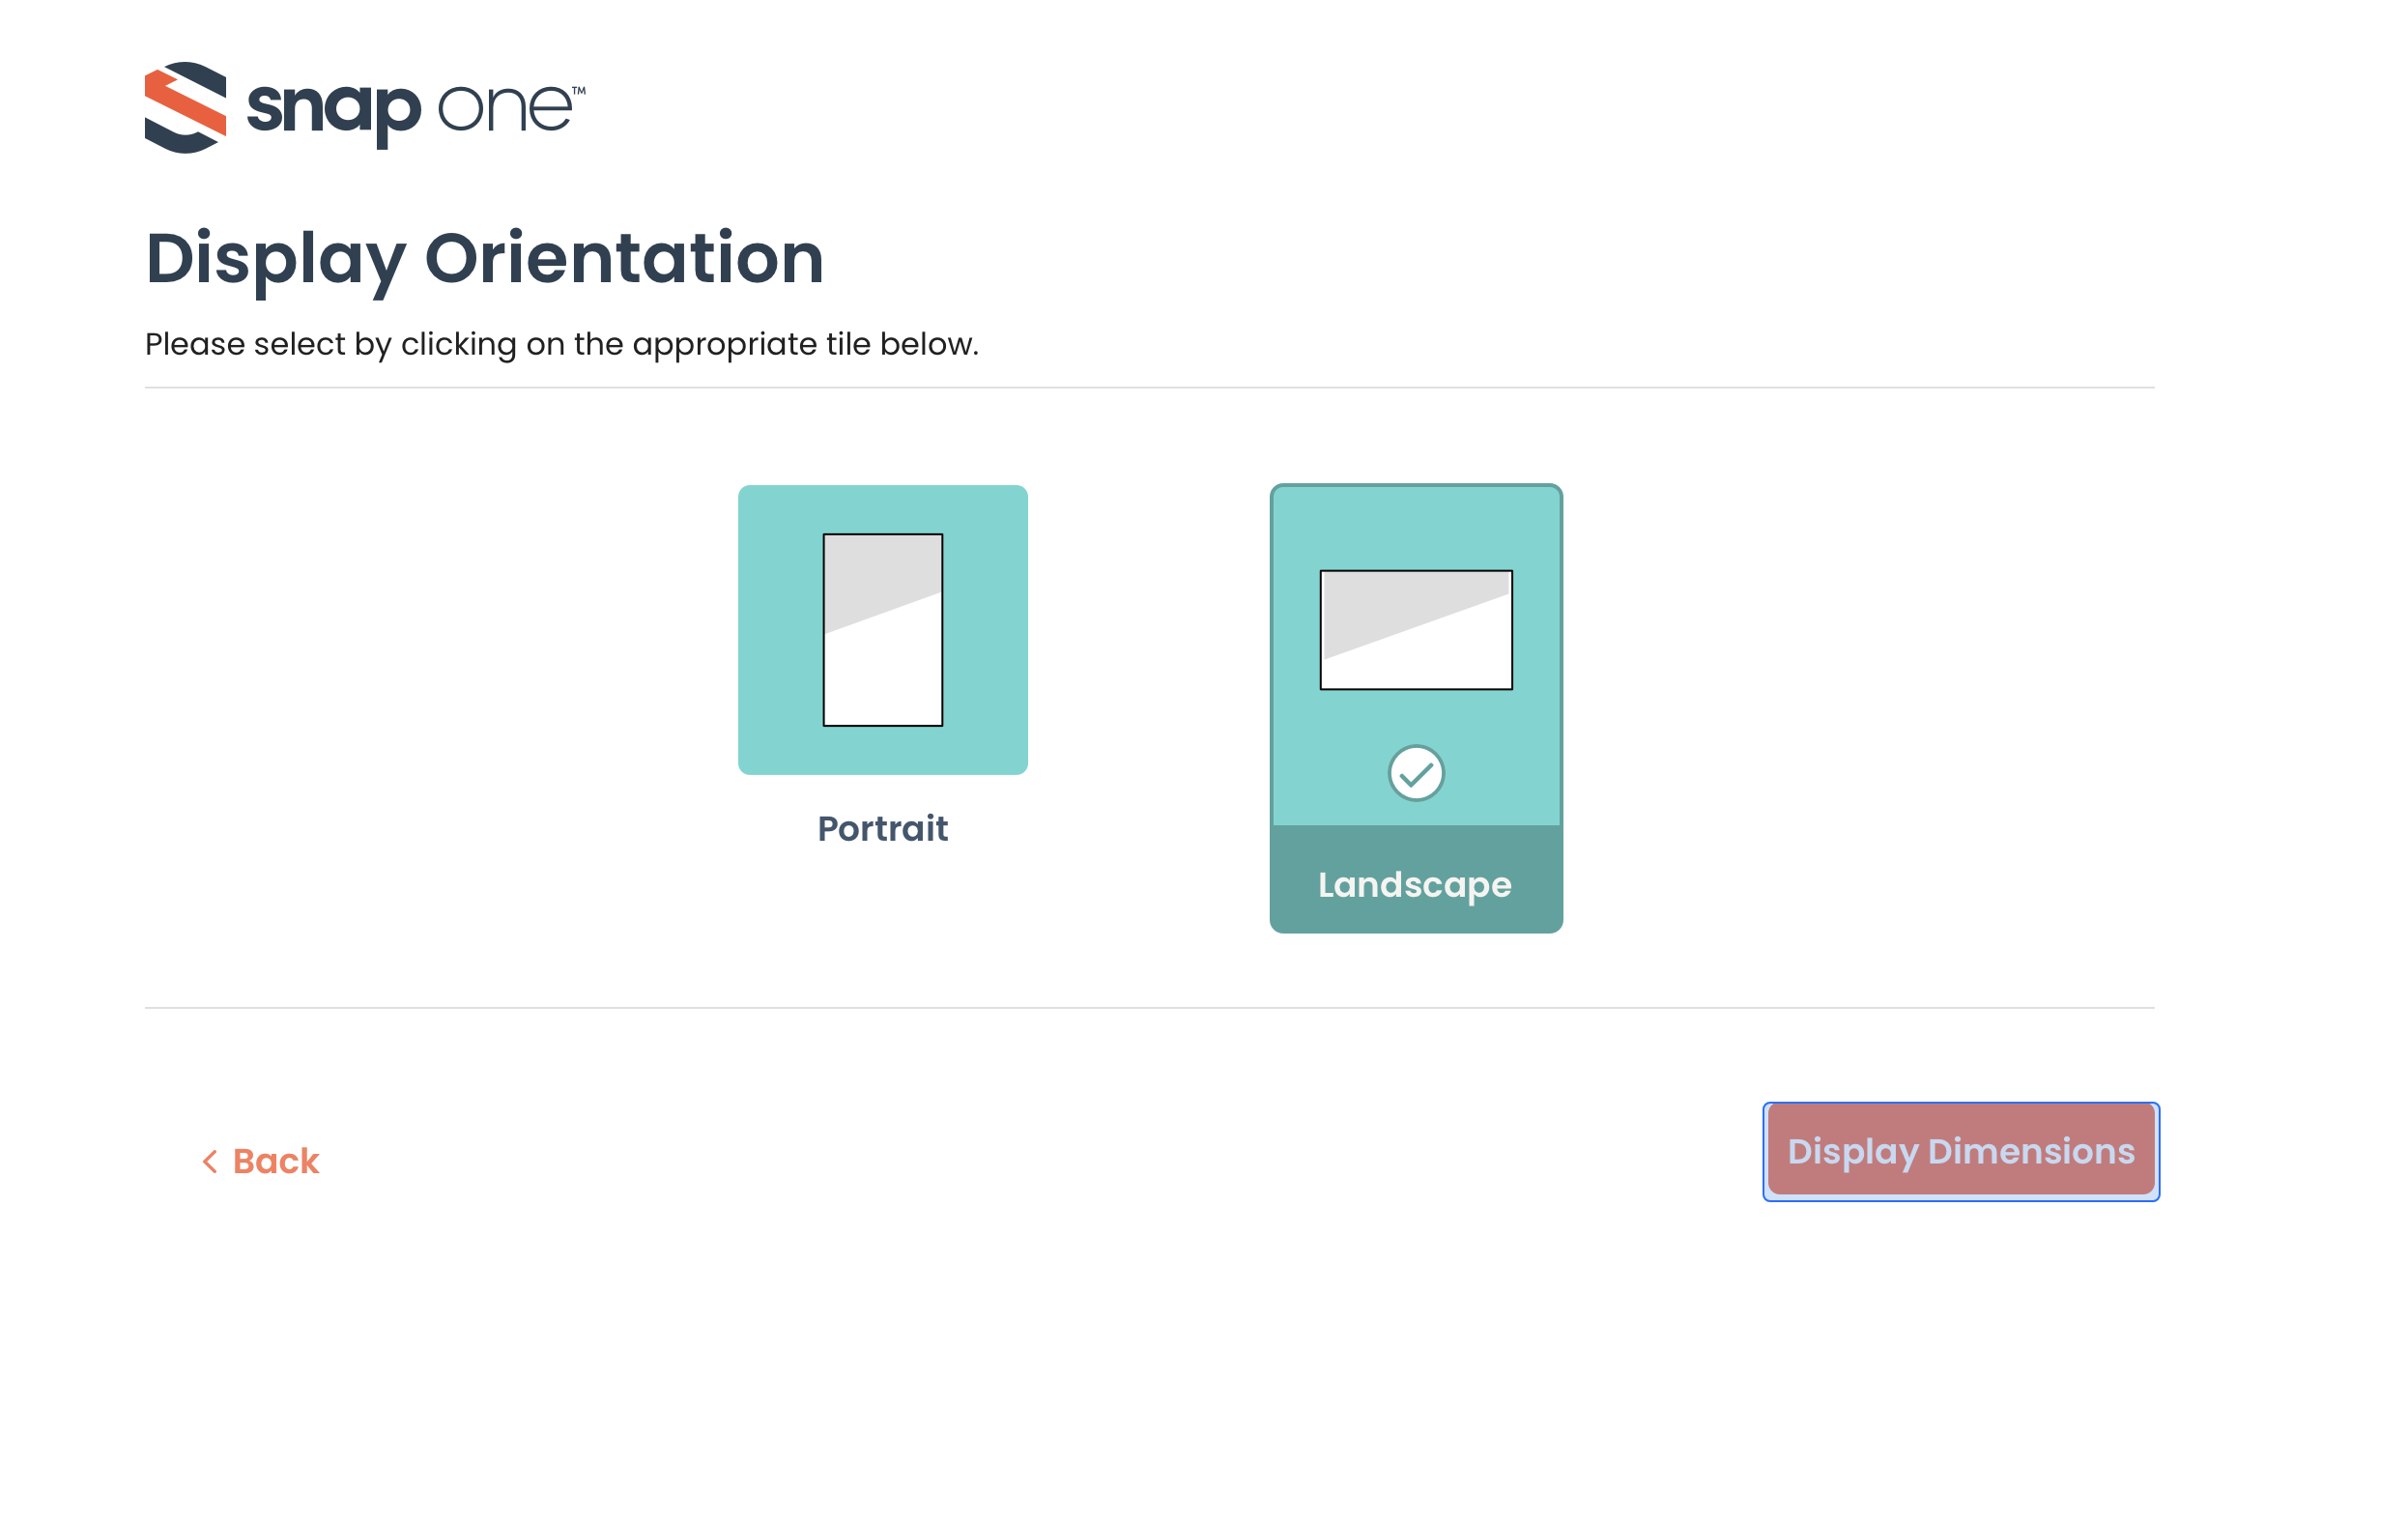 snap one™
Display Orientation
Please select by clicking on the appropriate tile below.
Portrait
Landscape
Back
Display Dimensions